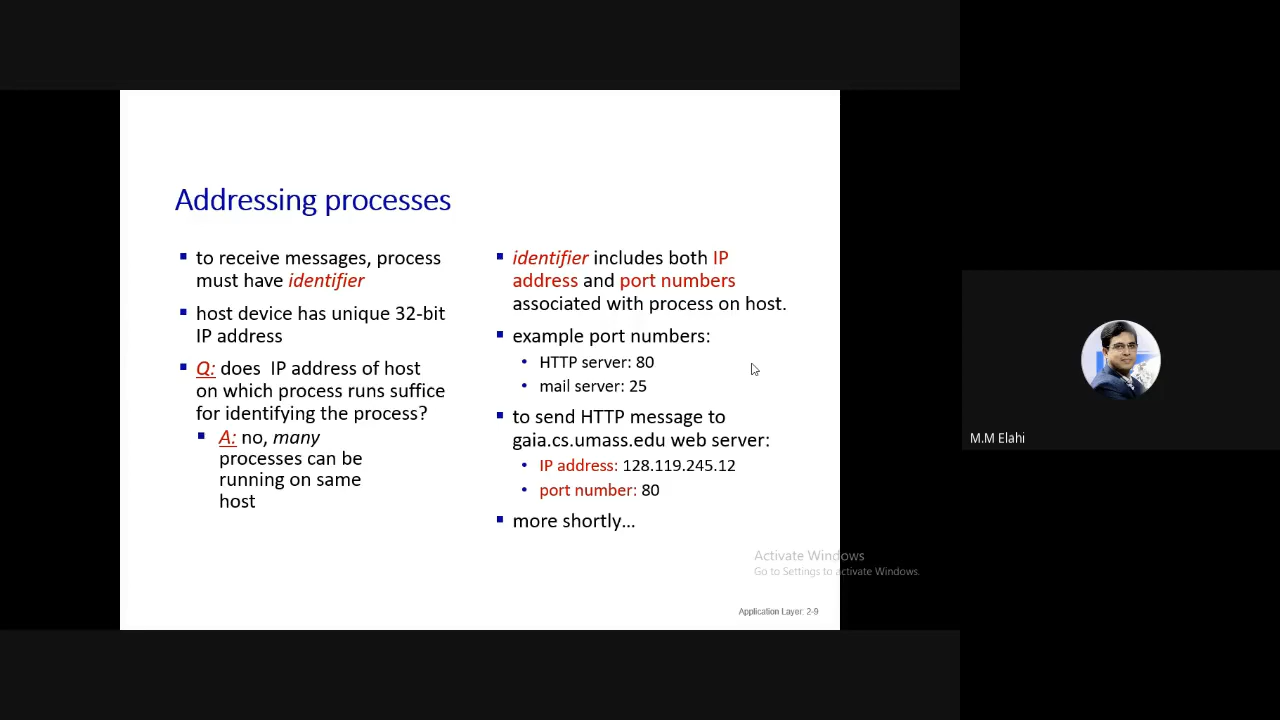 Addressing processes
▪ to receive messages, process
must have identifier
▪ host device has unique 32-bit
IP address
▪ Q: does IP address of host
on which process runs suffice
for identifying the process?
▪ A: no, many
processes can be
running on same
host
▪ identifier includes both IP
address and port numbers
associated with process on host.
▪ example port numbers:
• HTTP server: 80
• mail server: 25
▪ to send HTTP message to
gaia.cs.umass.edu web server:
• IP address: 128.119.245.12
• port number: 80
▪ more shortly…
Activate Windows
Go to Settings to activate Windows.
Application Layer: 2-9
M.M Elahi